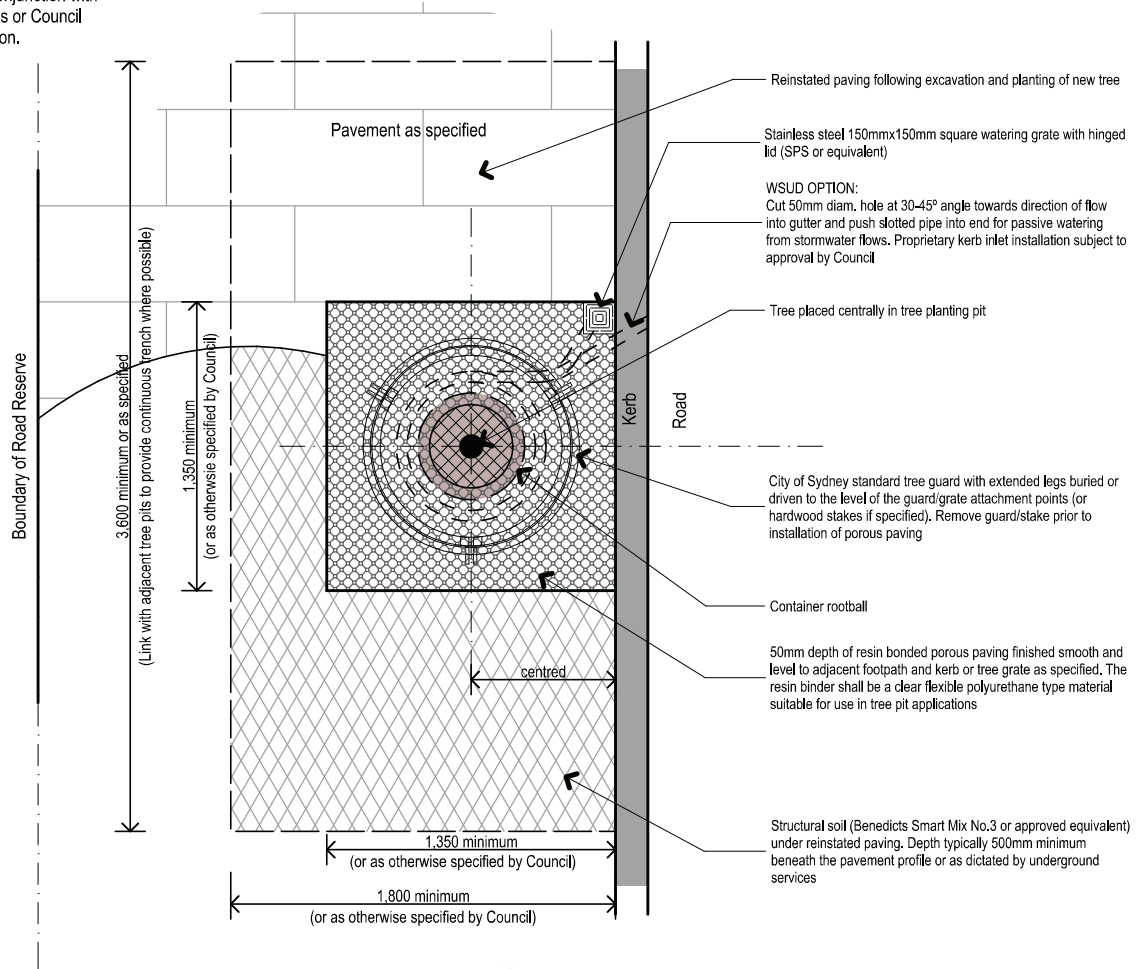 s or Council
on.
Pavement as specified
Reinstated paving following excavation and planting of new tree
Stainless steel 150mmx150mm square watering grate with hinged
lid (SPS or equivalent)
WSUD OPTION:
Cut 50mm diam. hole at 30-45º angle towards direction of flow
into gutter and push slotted pipe into end for passive watering
from stormwater flows. Proprietary kerb inlet installation subject to
approval by Council
Tree placed centrally in tree planting pit
Boundary of Road Reserve
3,600 minimum or as specified
(Link with adjacent tree pits to provide continuous trench where possible)
1,350 minimum
(or as otherwsie specified by Council)
Kerb
Road
City of Sydney standard tree guard with extended legs buried or
driven to the level of the guard/grate attachment points (or
hardwood stakes if specified). Remove guard/stake prior to
installation of porous paving
Container rootball
centred
50mm depth of resin bonded porous paving finished smooth and
level to adjacent footpath and kerb or tree grate as specified. The
resin binder shall be a clear flexible polyurethane type material
suitable for use in tree pit applications
Structural soil (Benedicts Smart Mix No.3 or approved equivalent)
under reinstated paving. Depth typically 500mm minimum
beneath the pavement profile or as dictated by underground
services
1,350 minimum
(or as otherwise specified by Council)
1,800 minimum
(or as otherwise specified by Council)